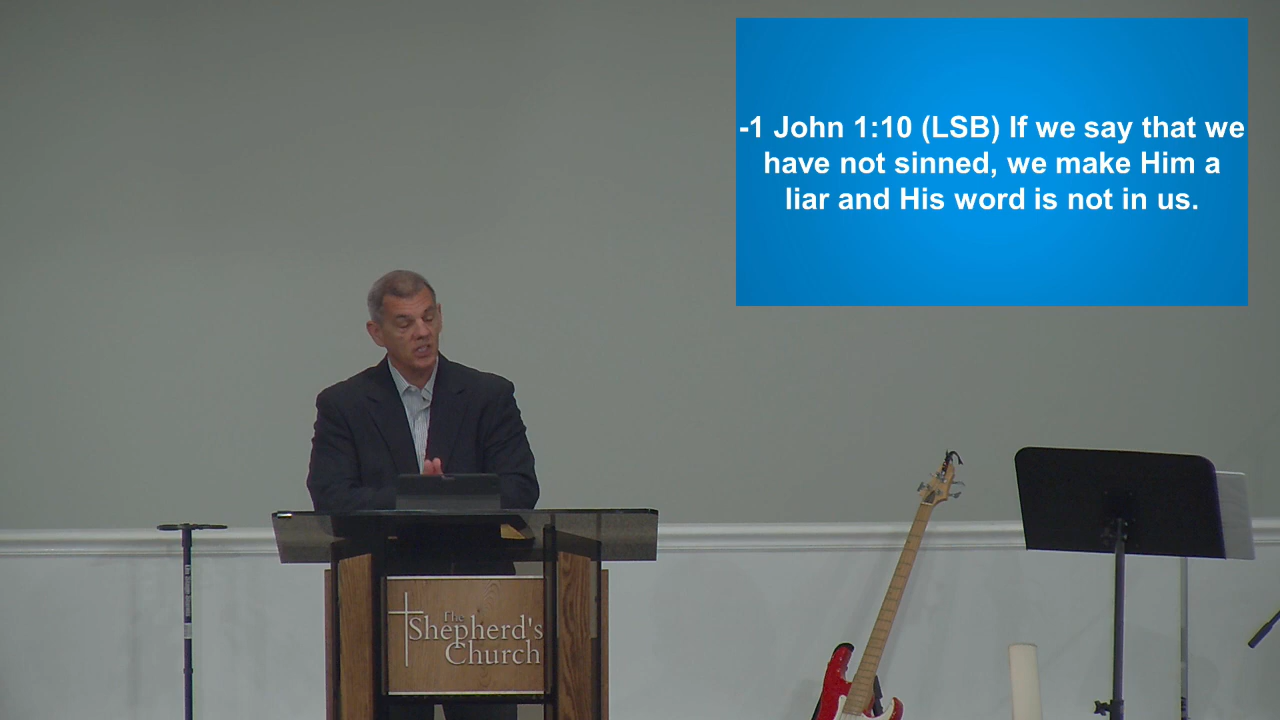 -1 John 1:10 (LSB) If we say that we
have not sinned, we make Him a
liar and His word is not in us.
The
Shepherd's
Church